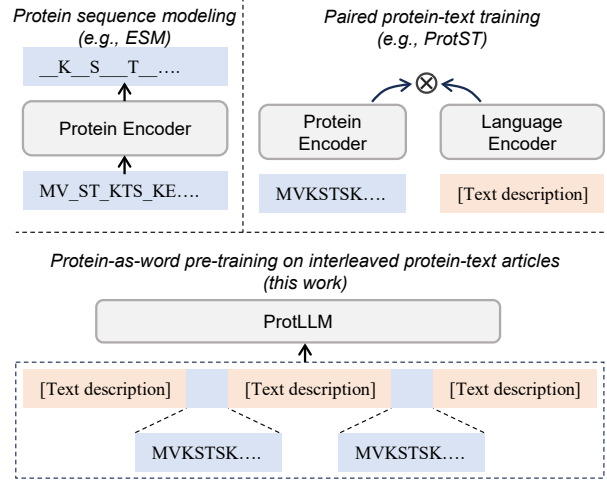 Protein sequence modeling
(e.g., ESM)
__K__S___T__….
Protein Encoder
MV_ST_KTS_KE….
Paired protein-text training
(e.g., ProtST)
⊗
Protein
Encoder
Language
Encoder
MVKSTSK….
[Text description]
Protein-as-word pre-training on interleaved protein-text articles
(this work)
ProtLLM
[Text description] [Text description] [Text description]
MVKSTSK…. MVKSTSK….